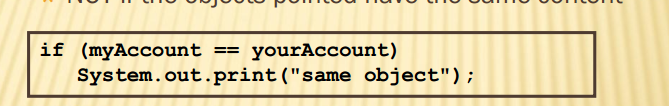 NOT if the objects pointed have the same content
if (myAccount == yourAccount)
System.out.print("same object");